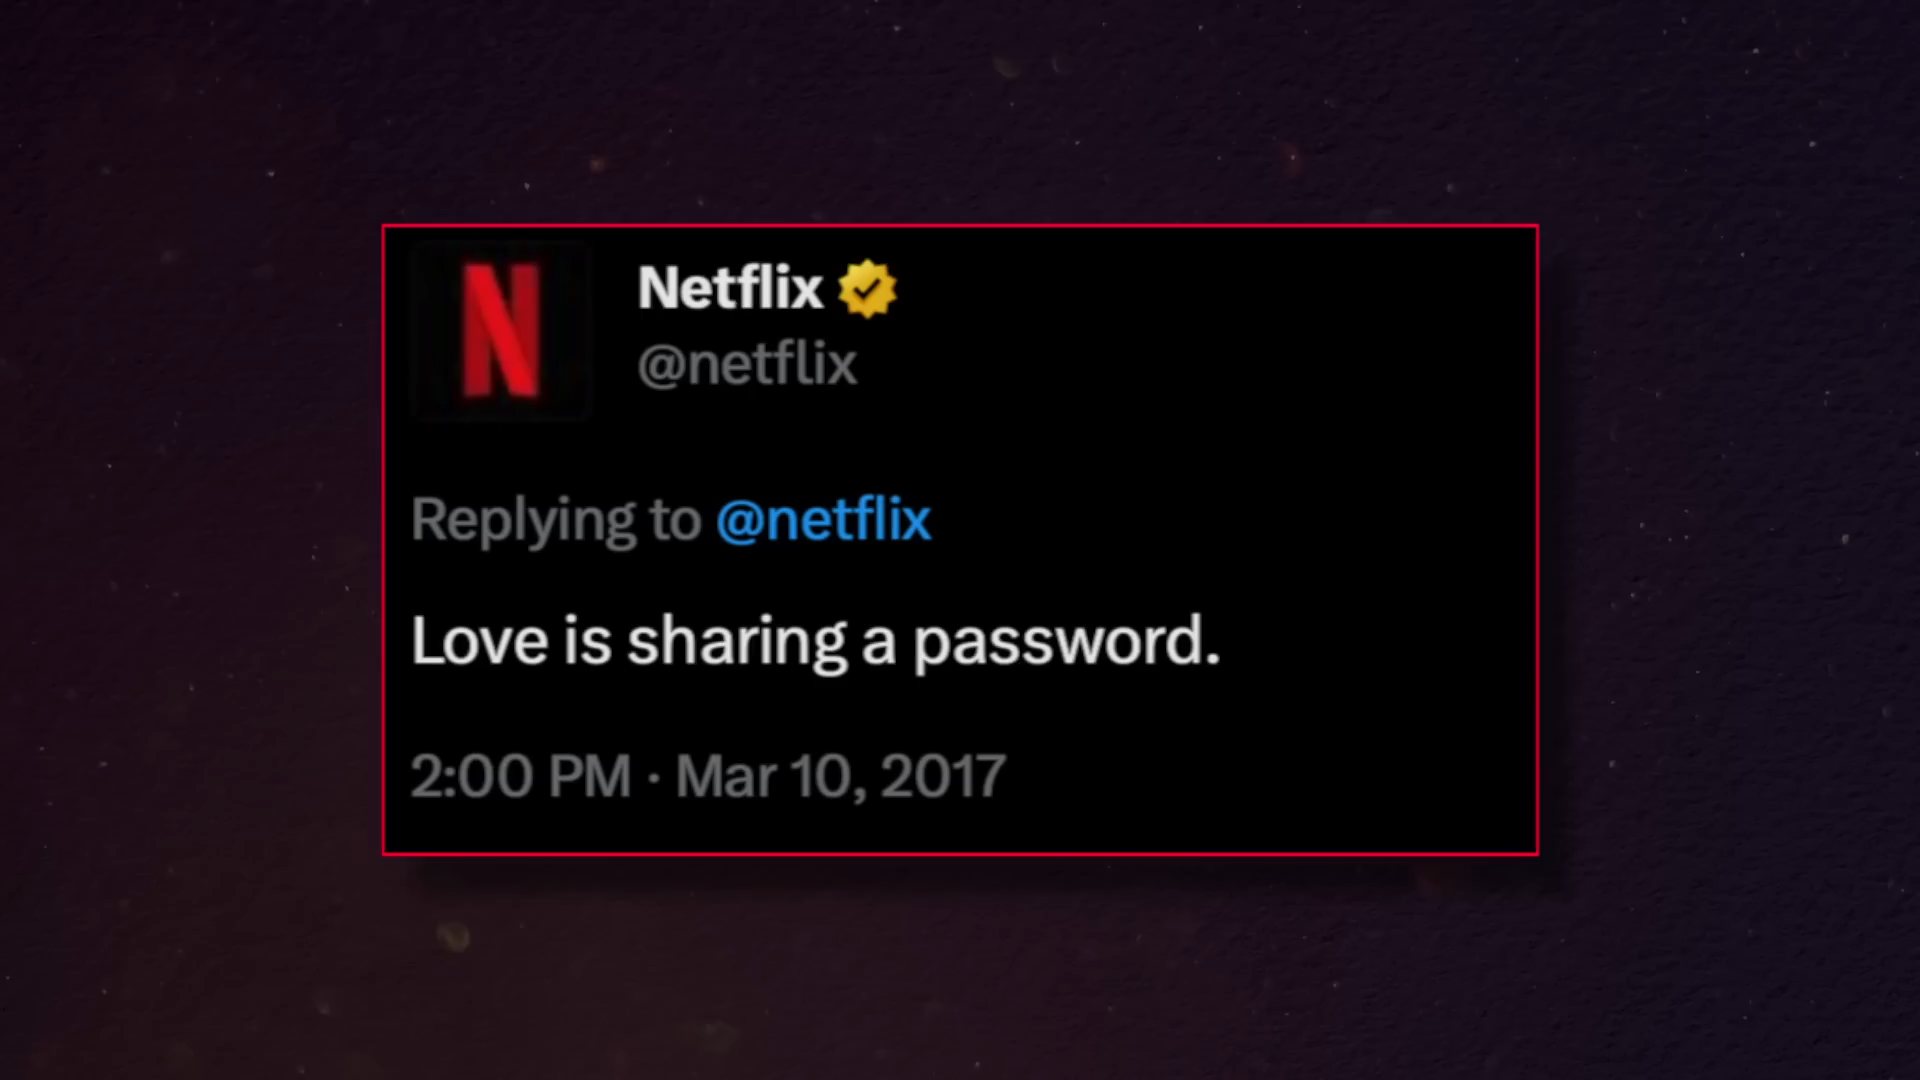 N
Netflix
@netflix
Replying to @netflix
Love is sharing a password.
2:00 PM · Mar 10, 2017